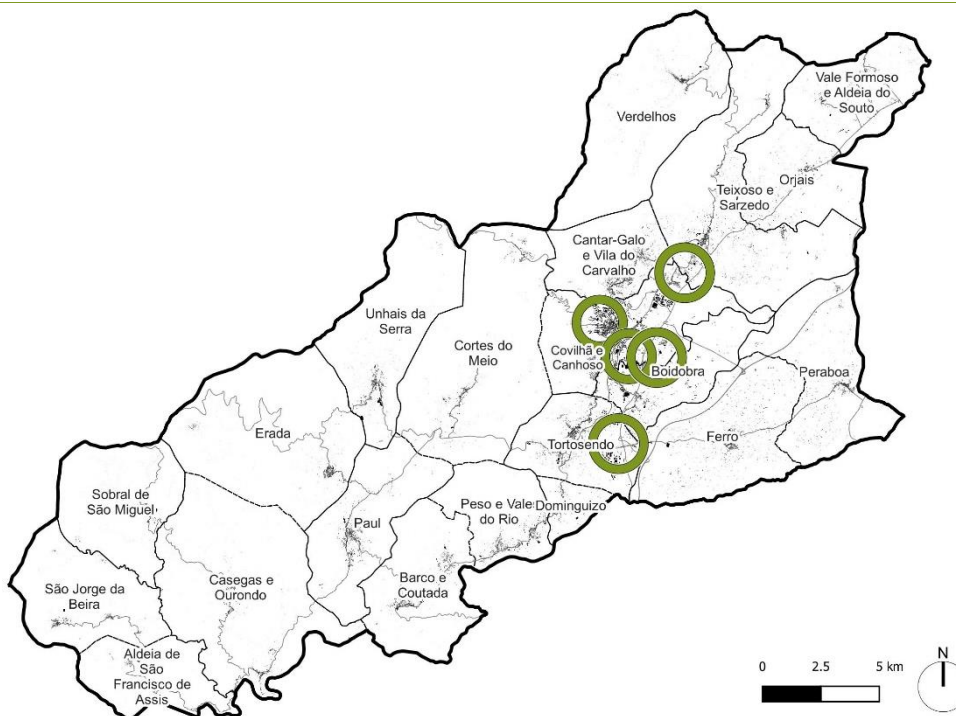 Vale Formoso
e Aldeia do
Souto
Verdelhos
Orjais
Teixoso e
Sarzedo
Cantar-Galo
e Vila do
Carvalho
Unhais da
Serra
Cortes do
Meio
Covilhã e
Canhoso
Boidobra
Peraboa
Erada
Tortosendo
Ferro
Sobral de
São Miguel
Paul
Peso e Vale
do Rio
Dominguizo
São Jorge da
Beira
Casegas e
Ourondo
Barco e
Coutada
Aldeia de
São
Francisco de
Assis
N
0 2.5 5 km